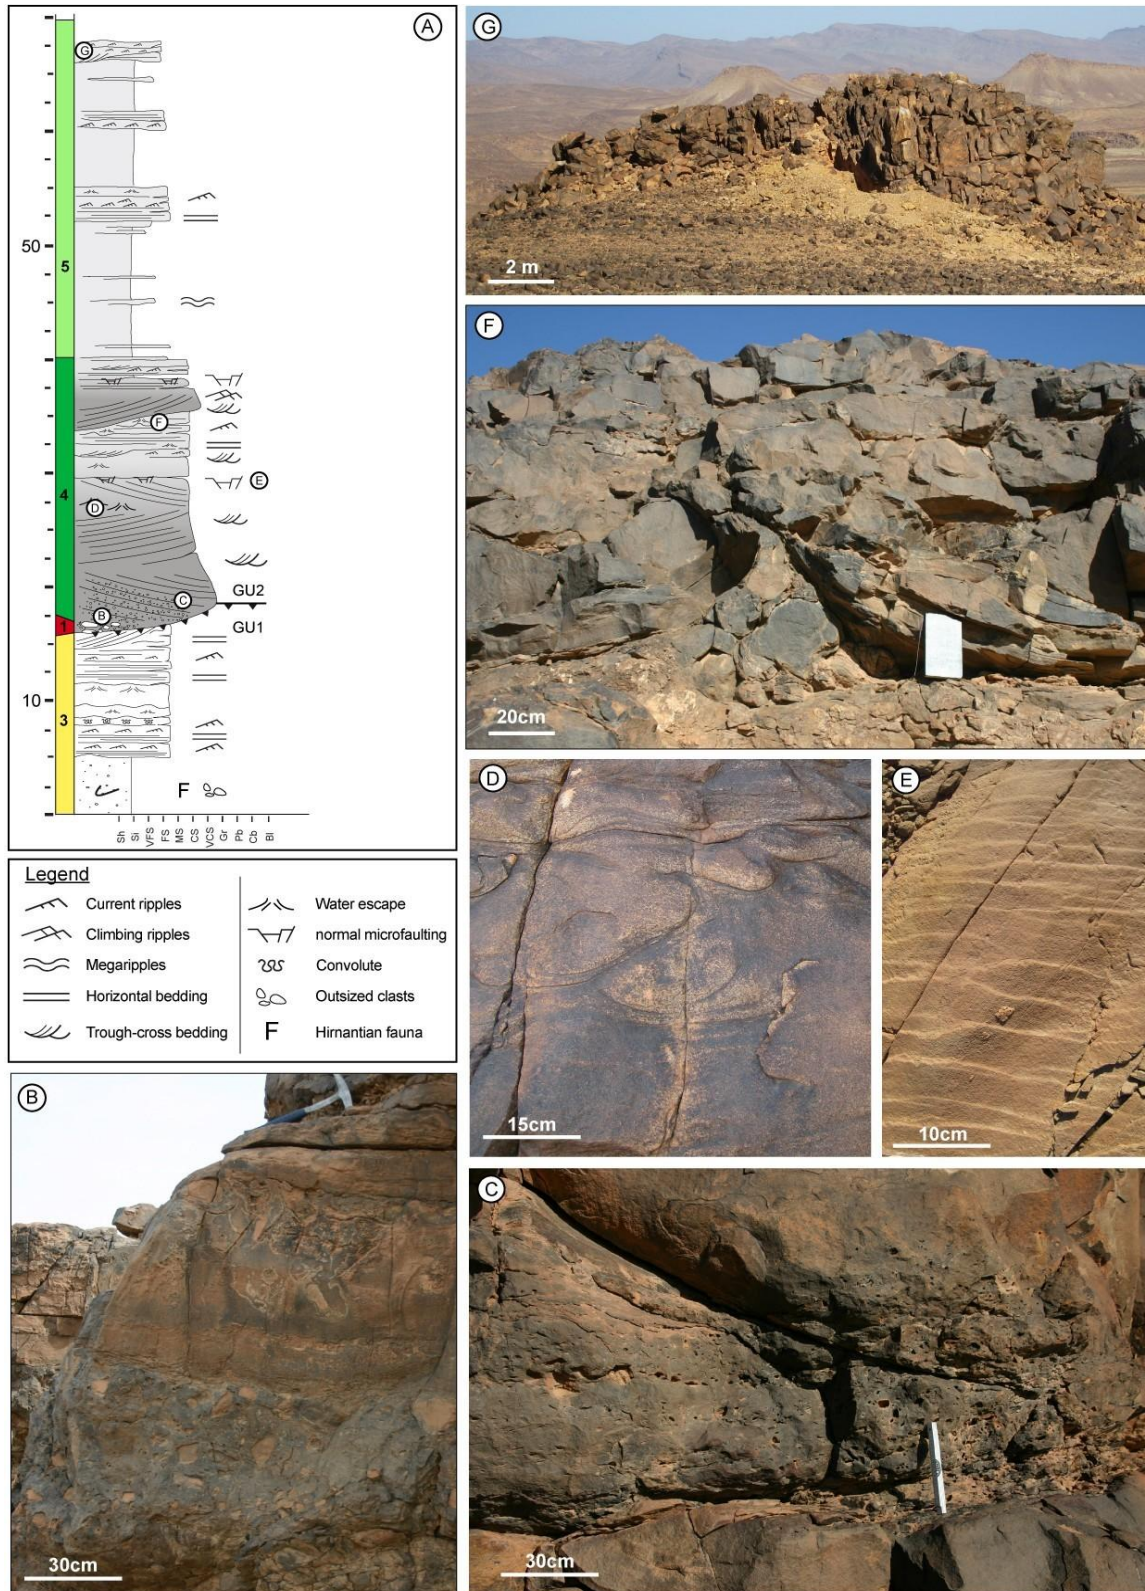 A
G
50
5
F
E
4
D
C
GU2
B
GU1
1
10
3
F
Sh
Si
VFS
FS
MS
CS
VCS
Gr
Pb
Cb
Bl
Legend
Current ripples
Climbing ripples
Megaripples
Horizontal bedding
Trough-cross bedding
Water escape
normal microfaulting
Convolute
Outsized clasts
F Hirnantian fauna
B
30cm
G
2 m
F
20cm
D
15cm
E
10cm
C
30cm